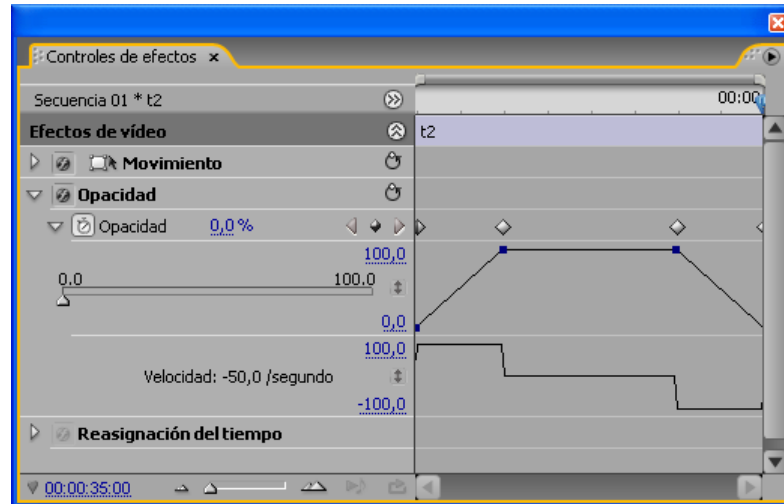 Controles de efectos
Secuencia 01 * t2
00:00
Efectos de vídeo
t2
Movimiento
Opacidad
Opacidad 0,0 %
100,0
0.0 100.0
0,0
100,0
Velocidad: -50,0 /segundo
-100,0
Reasignación del tiempo
00:00:35:00